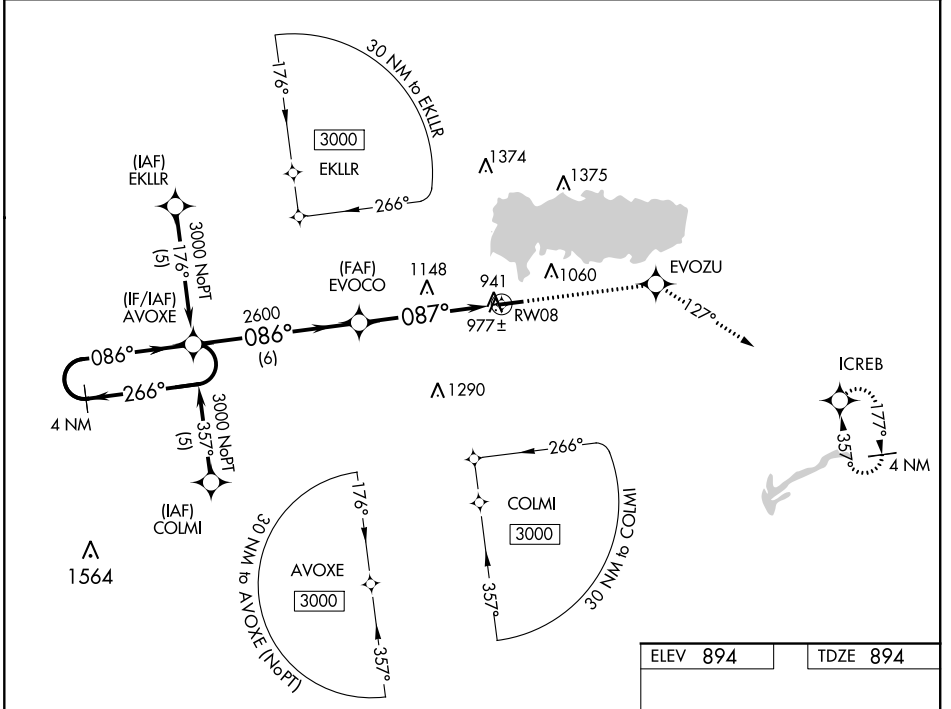 30 NM to EKLLR
176°
3000
EKLLR
266°
1374
1375
(IAF)
EKLLR
3000 NoPT
176°
(5)
(IF/IAF)
AVOXE
2600
086°
(6)
(FAF)
EVOCO
1148
087°
941
977±
RW08
1060
EVOZU
127°
086°
266°
4 NM
3000 NoPT
357°
(5)
(IAF)
COLMI
1290
ICREB
177°
357°
4 NM
1564
30 NM to AVOXE (NoPT)
176°
AVOXE
3000
357°
266°
COLMI
3000
357°
30 NM to COLMI
ELEV 894
TDZE 894